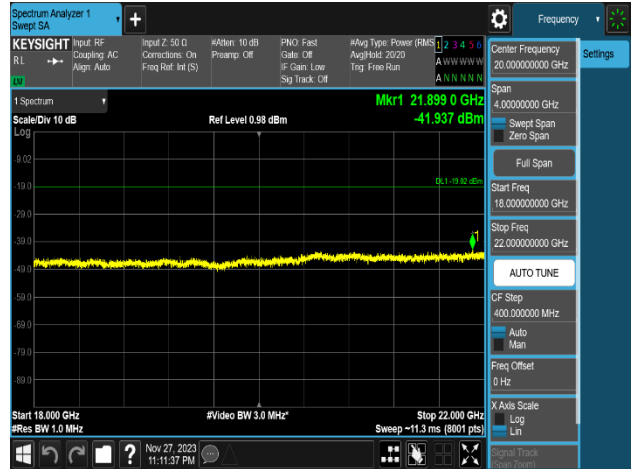 Spectrum Analyzer 1
Swept SA
+
Frequency
KEYSIGHT
RL
LXI
Input: RF
Coupling: AC
Align: Auto
Input Z: 50 Ω
Corrections: On
Freq Ref: Int (S)
#Atten: 10 dB
Preamp: Off
PNO: Fast
Gate: Off
IF Gain: Low
Sig Track: Off
#Avg Type: Power (RMS
Avg|Hold: 20/20
Trig: Free Run
1 2 3 4 5 6
A W W W W W
A N N N N N
1 Spectrum
Scale/Div 10 dB
Ref Level 0.98 dBm
Mkr1 21.899 0 GHz
-41.937 dBm
Log
-9.02
-19.0
-29.0
-39.0
-49.0
-59.0
-69.0
-79.0
-89.0
DL1 -19.02 dBm
1
Start 18.000 GHz
#Res BW 1.0 MHz
#Video BW 3.0 MHz*
Stop 22.000 GHz
Sweep ~11.3 ms (8001 pts)
Nov 27, 2023
11:11:37 PM
Center Frequency
20.000000000 GHz
Span
4.00000000 GHz
Swept Span
Zero Span
Full Span
Start Freq
18.000000000 GHz
Stop Freq
22.000000000 GHz
AUTO TUNE
CF Step
400.000000 MHz
Auto
Man
Freq Offset
0 Hz
X Axis Scale
Log
Lin
Signal Track
(Span Zoom)
Settings